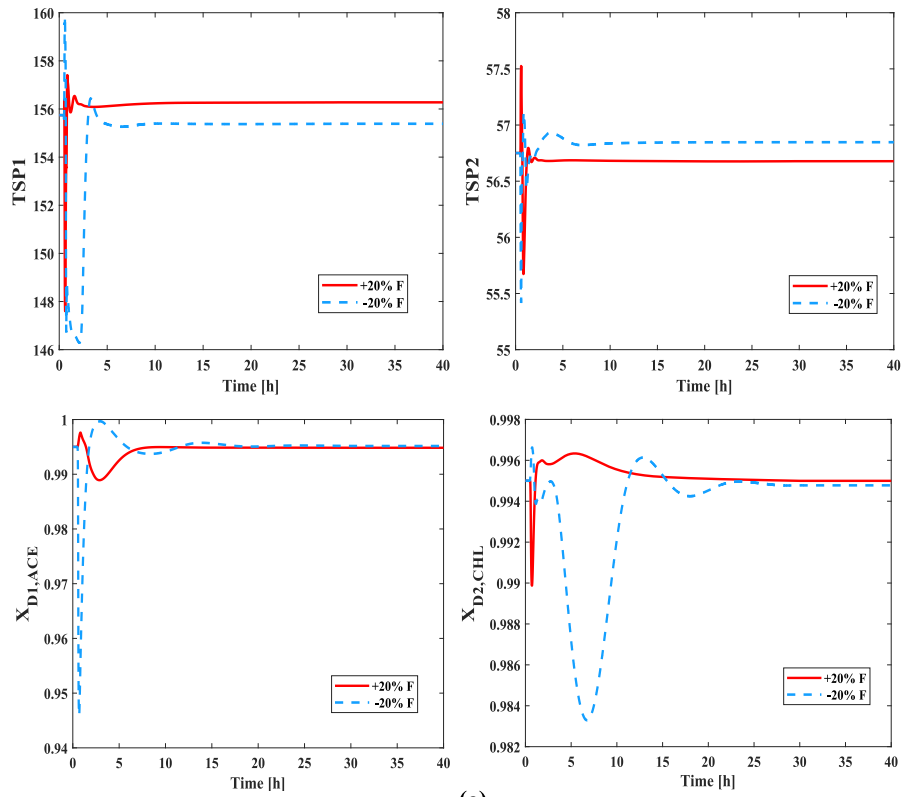 160
158
156
154
152
150
148
146
TSP1
0 5 10 15 20 25 30 35 40
Time [h]
+20% F
-20% F
58
57.5
57
56.5
56
55.5
55
TSP2
0 5 10 15 20 25 30 35 40
Time [h]
+20% F
-20% F
1
0.99
0.98
0.97
0.96
0.95
0.94
X_D1,ACE
0 5 10 15 20 25 30 35 40
Time [h]
+20% F
-20% F
0.998
0.996
0.994
0.992
0.99
0.988
0.986
0.984
0.982
X_D2,CHL
0 5 10 15 20 25 30 35 40
Time [h]
+20% F
-20% F